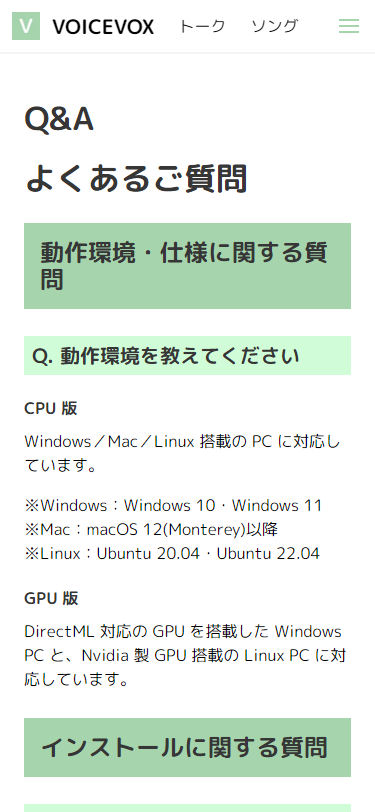 V VOICEVOX トーク ソング
Q&A
よくあるご質問
動作環境・仕様に関する質
問
Q. 動作環境を教えてください
CPU 版
Windows／Mac／Linux 搭載の PC に対応し
ています。
※Windows：Windows 10・Windows 11
※Mac：macOS 12(Monterey)以降
※Linux：Ubuntu 20.04・Ubuntu 22.04
GPU 版
DirectML 対応の GPU を搭載した Windows
PC と、Nvidia 製 GPU 搭載の Linux PC に対
応しています。
インストールに関する質問